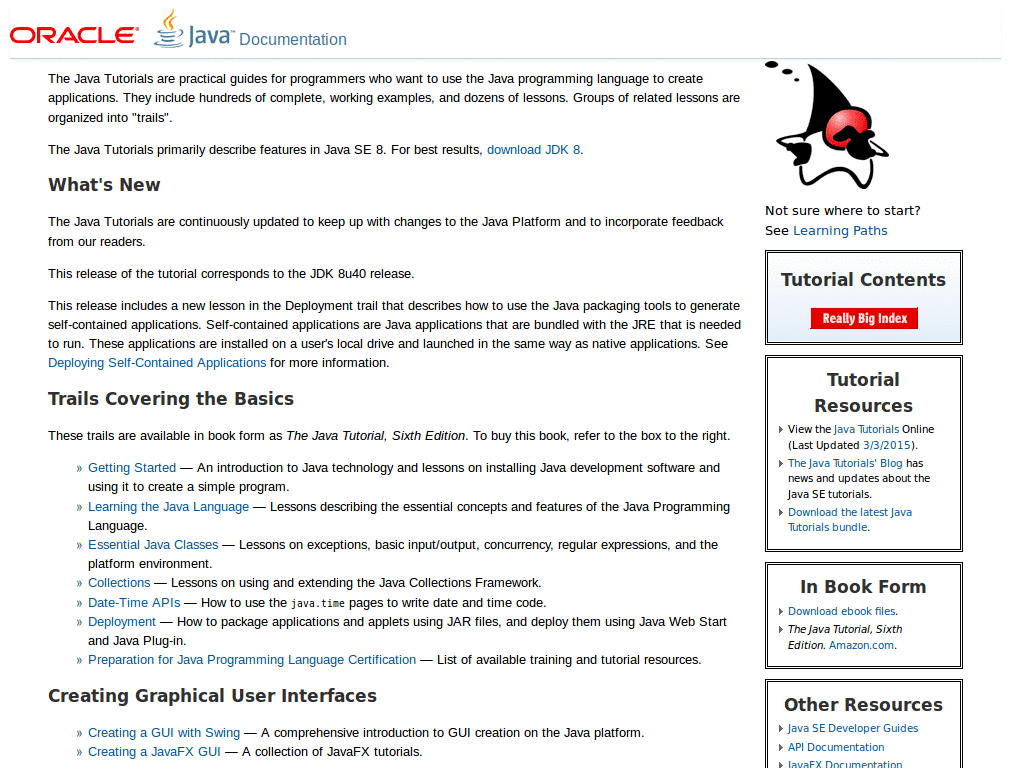 ORACLE Java™ Documentation
The Java Tutorials are practical guides for programmers who want to use the Java programming language to create
applications. They include hundreds of complete, working examples, and dozens of lessons. Groups of related lessons are
organized into "trails".
The Java Tutorials primarily describe features in Java SE 8. For best results, download JDK 8.
What's New
The Java Tutorials are continuously updated to keep up with changes to the Java Platform and to incorporate feedback
from our readers.
This release of the tutorial corresponds to the JDK 8u40 release.
This release includes a new lesson in the Deployment trail that describes how to use the Java packaging tools to generate
self-contained applications. Self-contained applications are Java applications that are bundled with the JRE that is needed
to run. These applications are installed on a user's local drive and launched in the same way as native applications. See
Deploying Self-Contained Applications for more information.
Trails Covering the Basics
These trails are available in book form as The Java Tutorial, Sixth Edition. To buy this book, refer to the box to the right.
» Getting Started — An introduction to Java technology and lessons on installing Java development software and
using it to create a simple program.
» Learning the Java Language — Lessons describing the essential concepts and features of the Java Programming
Language.
» Essential Java Classes — Lessons on exceptions, basic input/output, concurrency, regular expressions, and the
platform environment.
» Collections — Lessons on using and extending the Java Collections Framework.
» Date-Time APIs — How to use the java.time pages to write date and time code.
» Deployment — How to package applications and applets using JAR files, and deploy them using Java Web Start
and Java Plug-in.
» Preparation for Java Programming Language Certification — List of available training and tutorial resources.
Creating Graphical User Interfaces
» Creating a GUI with Swing — A comprehensive introduction to GUI creation on the Java platform.
» Creating a JavaFX GUI — A collection of JavaFX tutorials.
Not sure where to start?
See Learning Paths
Tutorial Contents
Really Big Index
Tutorial
Resources
View the Java Tutorials Online
(Last Updated 3/3/2015).
The Java Tutorials' Blog has
news and updates about the
Java SE tutorials.
Download the latest Java
Tutorials bundle.
In Book Form
Download ebook files.
The Java Tutorial, Sixth
Edition. Amazon.com.
Other Resources
Java SE Developer Guides
API Documentation
JavaFX Documentation